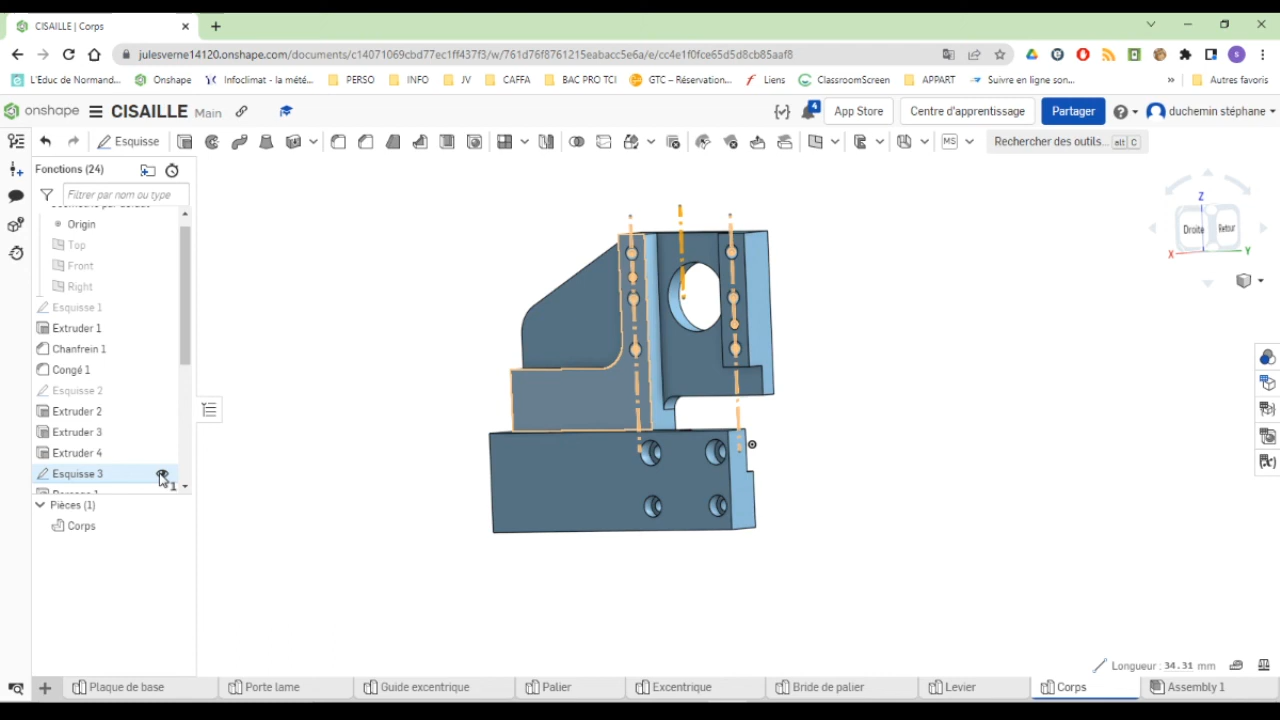 CISAILLE | Corps
julesverne14120.onshape.com/documents/c14071069cbd77ec1ff437f3/w/761d76f8761215eabacc5e6a/e/cc4e1f0fce65d5d8cb85aaf8
S
L'Educ de Normand... Onshape Infoclimat - la mété... PERSO INFO JV CAFFA BAC PRO TCI GTC – Réservation... Liens ClassroomScreen APPART Suivre en ligne son... » Autres favoris
onshape CISAILLE Main 4 App Store Centre d'apprentissage Partager duchemin stéphane
Esquisse MS Rechercher des outils... alt C
Fonctions (24)
Filtrer par nom ou type
Origin
Top
Front
Right
Esquisse 1
Extruder 1
Chanfrein 1
Congé 1
Esquisse 2
Extruder 2
Extruder 3
Extruder 4
Esquisse 3
1
Pièces (1)
Corps
Z
Droite Retour
X Y
Longueur : 34.31 mm
Plaque de base Porte lame Guide excentrique Palier Excentrique Bride de palier Levier Corps Assembly 1